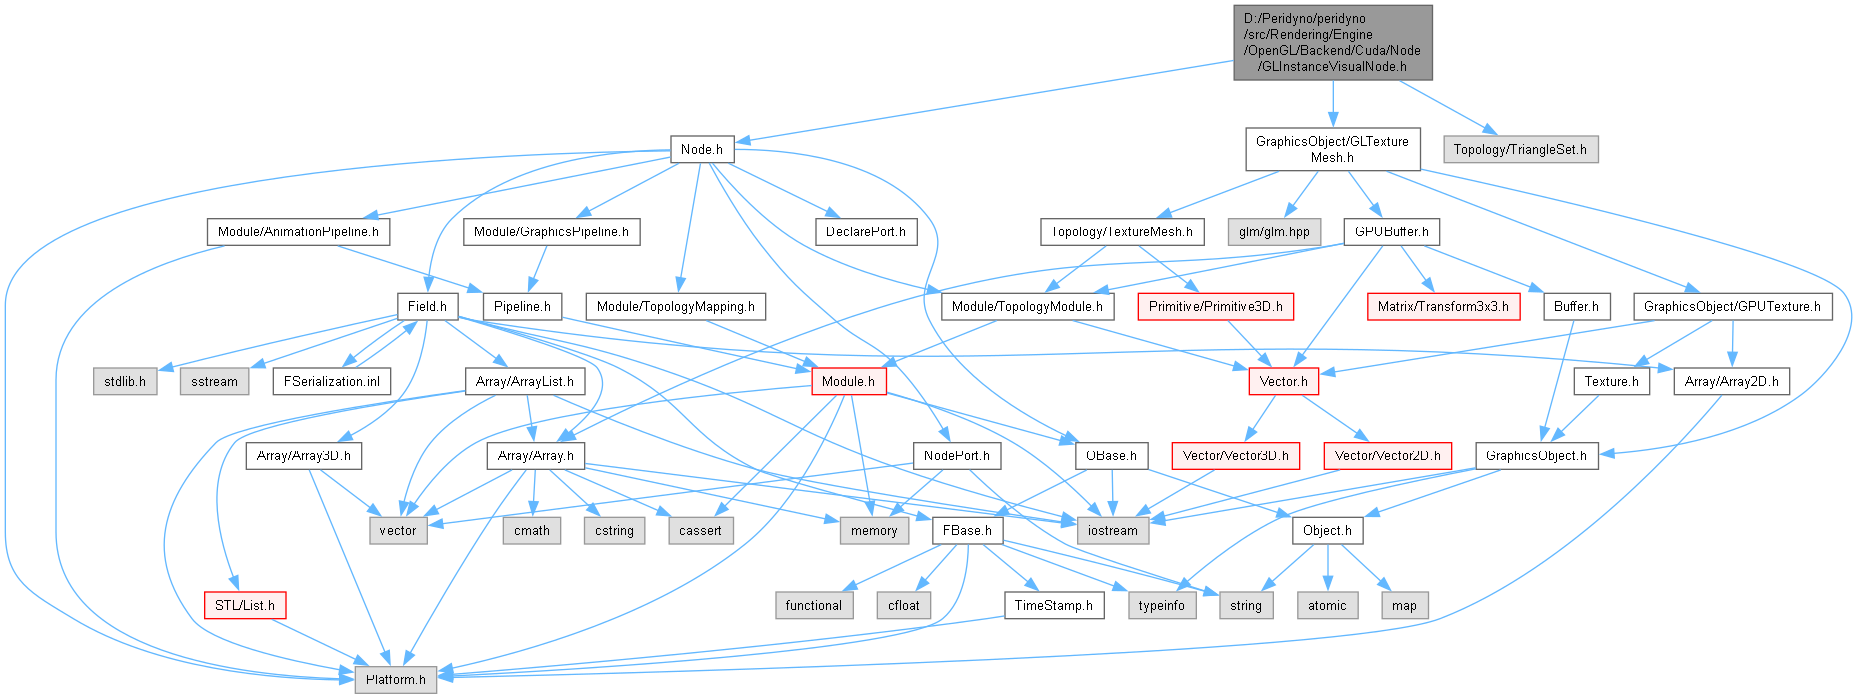 D:/Peridyno/peridyno
/src/Rendering/Engine
/OpenGL/Backend/Cuda/Node
/GLInstanceVisualNode.h
Node.h
GraphicsObject/GLTexture
Mesh.h
Topology/TriangleSet.h
Module/AnimationPipeline.h
Module/GraphicsPipeline.h
DeclarePort.h
Topology/TextureMesh.h
glm/glm.hpp
GPUBuffer.h
Field.h
Pipeline.h
Module/TopologyMapping.h
Module/TopologyModule.h
Primitive/Primitive3D.h
Matrix/Transform3x3.h
Buffer.h
GraphicsObject/GPUTexture.h
stdlib.h
sstream
FSerialization.inl
Array/ArrayList.h
Module.h
Vector.h
Texture.h
Array/Array2D.h
Array/Array3D.h
Array/Array.h
NodePort.h
OBase.h
Vector/Vector3D.h
Vector/Vector2D.h
GraphicsObject.h
vector
cmath
cstring
cassert
memory
FBase.h
iostream
Object.h
STL/List.h
functional
cfloat
TimeStamp.h
typeinfo
string
atomic
map
Platform.h